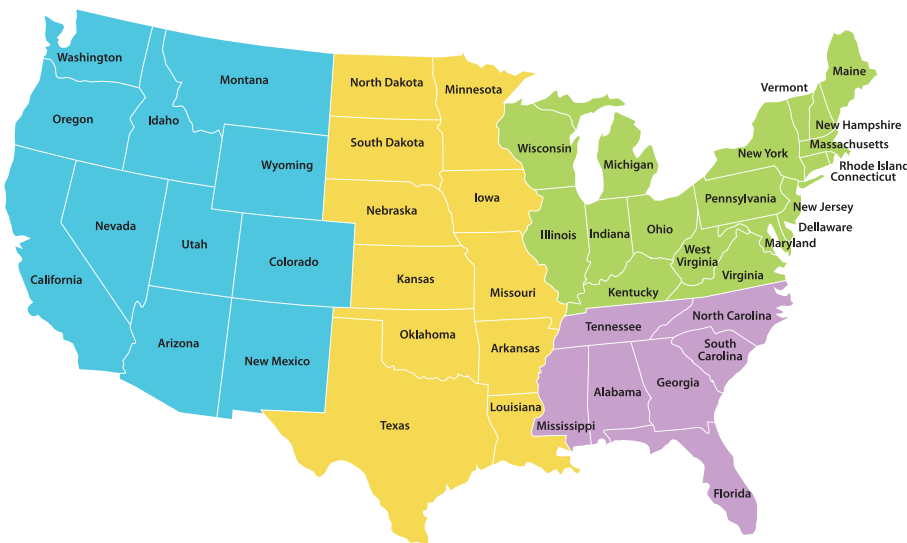 Washington
Montana
North Dakota
Minnesota
Maine
Vermont
Oregon
Idaho
New Hampshire
South Dakota
Wisconsin
Massachusetts
Wyoming
Michigan
New York
Rhode Island
Connecticut
Nebraska
Iowa
Pennsylvania
New Jersey
Nevada
Utah
Illinois
Indiana
Ohio
Dellaware
Maryland
West
Virginia
Colorado
California
Kansas
Missouri
Kentucky
Virginia
Arizona
New Mexico
Oklahoma
Arkansas
Tennessee
North Carolina
South
Carolina
Texas
Louisiana
Mississippi
Alabama
Georgia
Florida